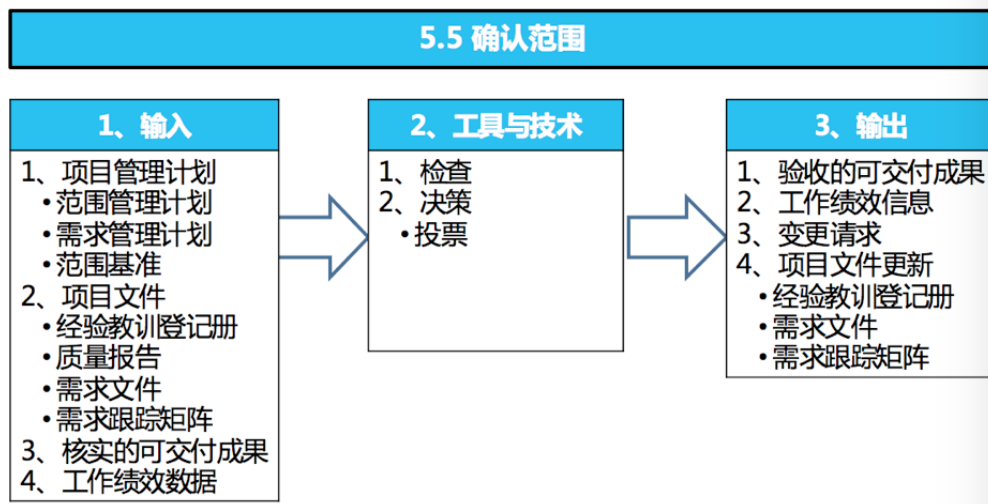 5.5 确认范围
1、输入
1、项目管理计划
•范围管理计划
•需求管理计划
•范围基准
2、项目文件
•经验教训登记册
•质量报告
•需求文件
•需求跟踪矩阵
3、核实的可交付成果
4、工作绩效数据
2、工具与技术
1、检查
2、决策
•投票
3、输出
1、验收的可交付成果
2、工作绩效信息
3、变更请求
4、项目文件更新
•经验教训登记册
•需求文件
•需求跟踪矩阵